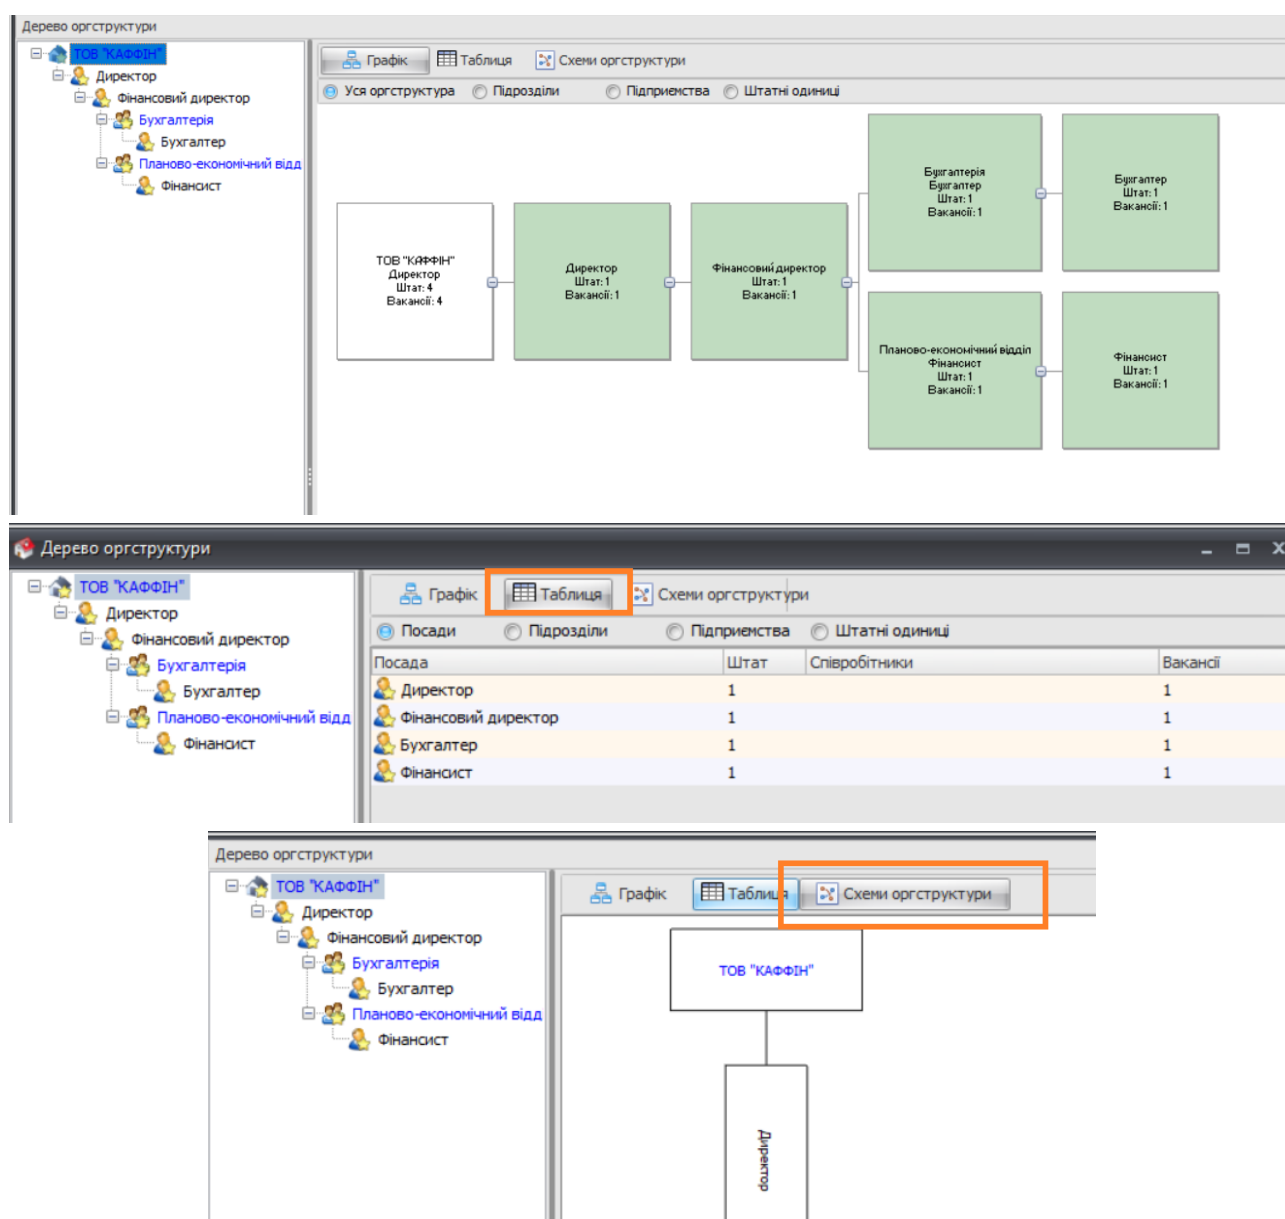 Дерево оргструктури
ТОВ "КАФФІН"
Директор
Фінансовий директор
Бухгалтерія
Бухгалтер
Планово-економічний відд
Фінансист
Графік Таблиця Схеми оргструктури
Уся оргструктура Підрозділи Підприємства Штатні одиниці
ТОВ "КАФФІН"
Директор
Штат: 4
Вакансії: 4
Директор
Штат: 1
Вакансії: 1
Фінансовий директор
Штат: 1
Вакансії: 1
Бухгалтерія
Бухгалтер
Штат: 1
Вакансії: 1
Бухгалтер
Штат: 1
Вакансії: 1
Планово-економічний відділ
Фінансист
Штат: 1
Вакансії: 1
Фінансист
Штат: 1
Вакансії: 1
Дерево оргструктури
ТОВ "КАФФІН"
Директор
Фінансовий директор
Бухгалтерія
Бухгалтер
Планово-економічний відд
Фінансист
Графік Таблиця Схеми оргструктури
Посади Підрозділи Підприємства Штатні одиниці
Посада Штат Співробітники Вакансії
Директор 1 1
Фінансовий директор 1 1
Бухгалтер 1 1
Фінансист 1 1
Дерево оргструктури
ТОВ "КАФФІН"
Директор
Фінансовий директор
Бухгалтерія
Бухгалтер
Планово-економічний відд
Фінансист
Графік Таблиця Схеми оргструктури
ТОВ "КАФФІН"
Директор